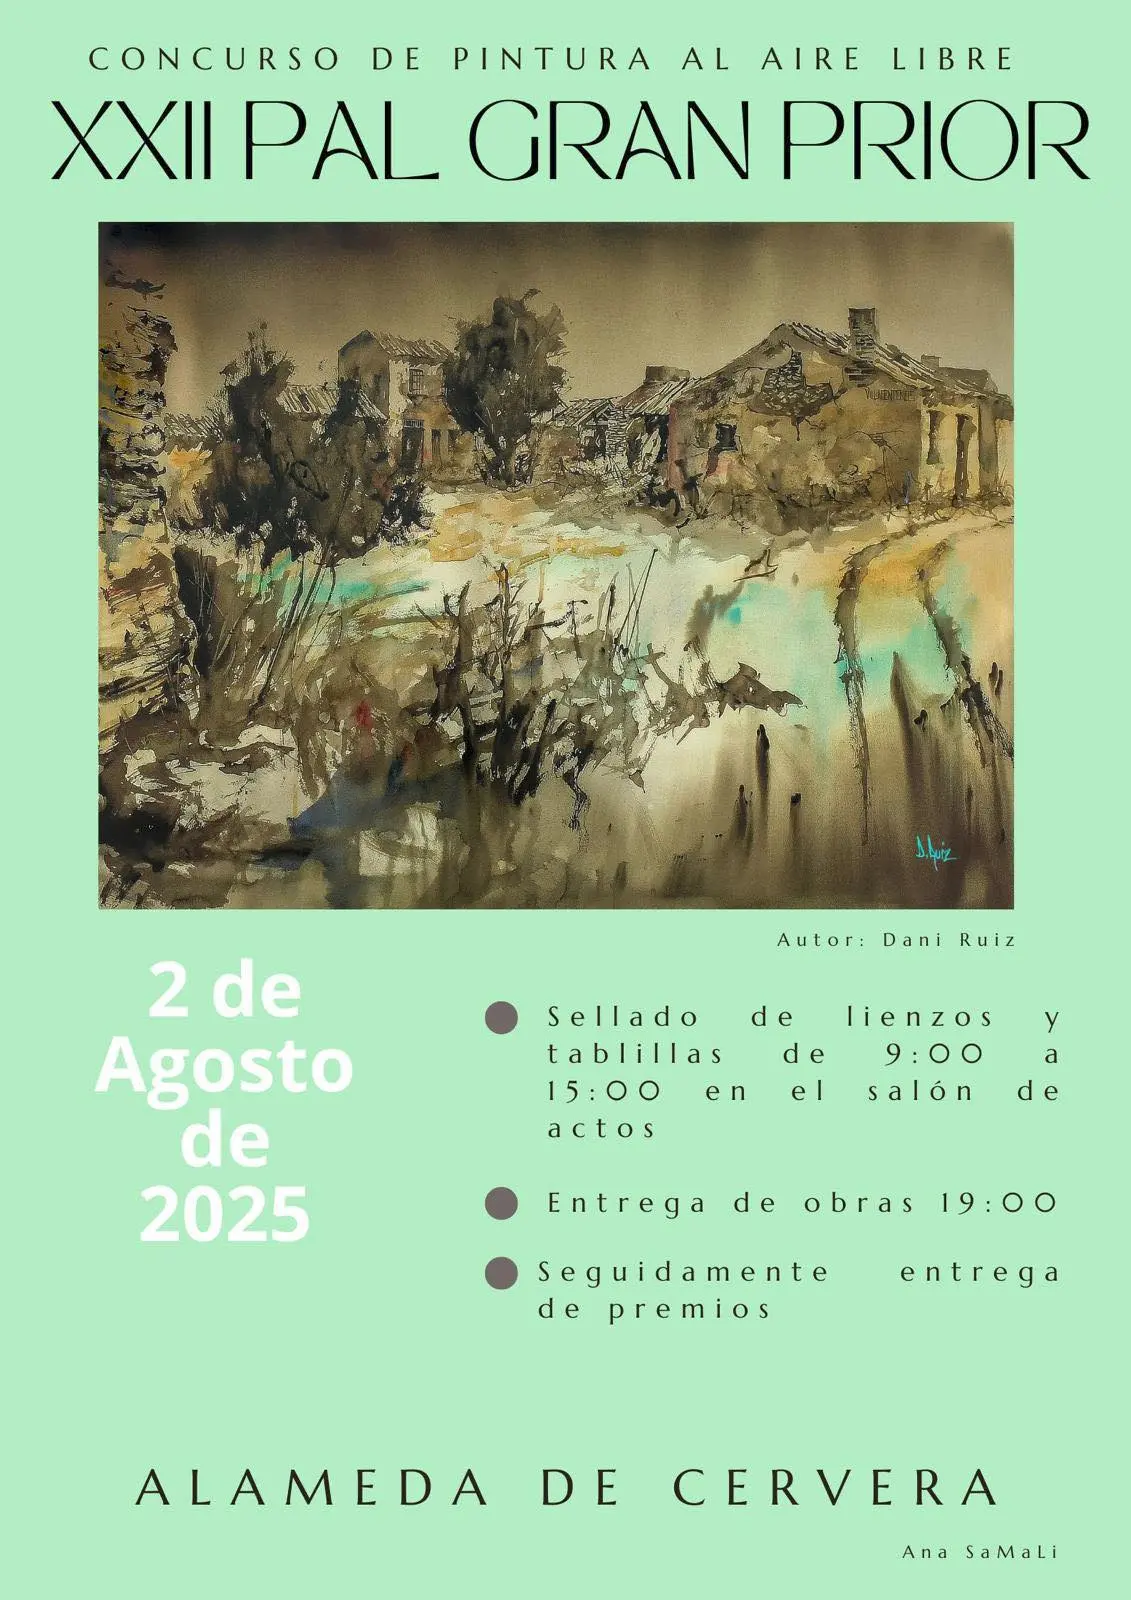 CONCURSO DE PINTURA AL AIRE LIBRE
XXII PAL GRAN PRIOR
D. Ruiz
Autor: Dani Ruiz
2 de
Agosto
de
2025
Sellado de lienzos y
tablillas de 9:00 a
15:00 en el salón de
actos
Entrega de obras 19:00
Seguidamente entrega
de premios
ALAMEDA DE CERVERA
Ana SaMaLi